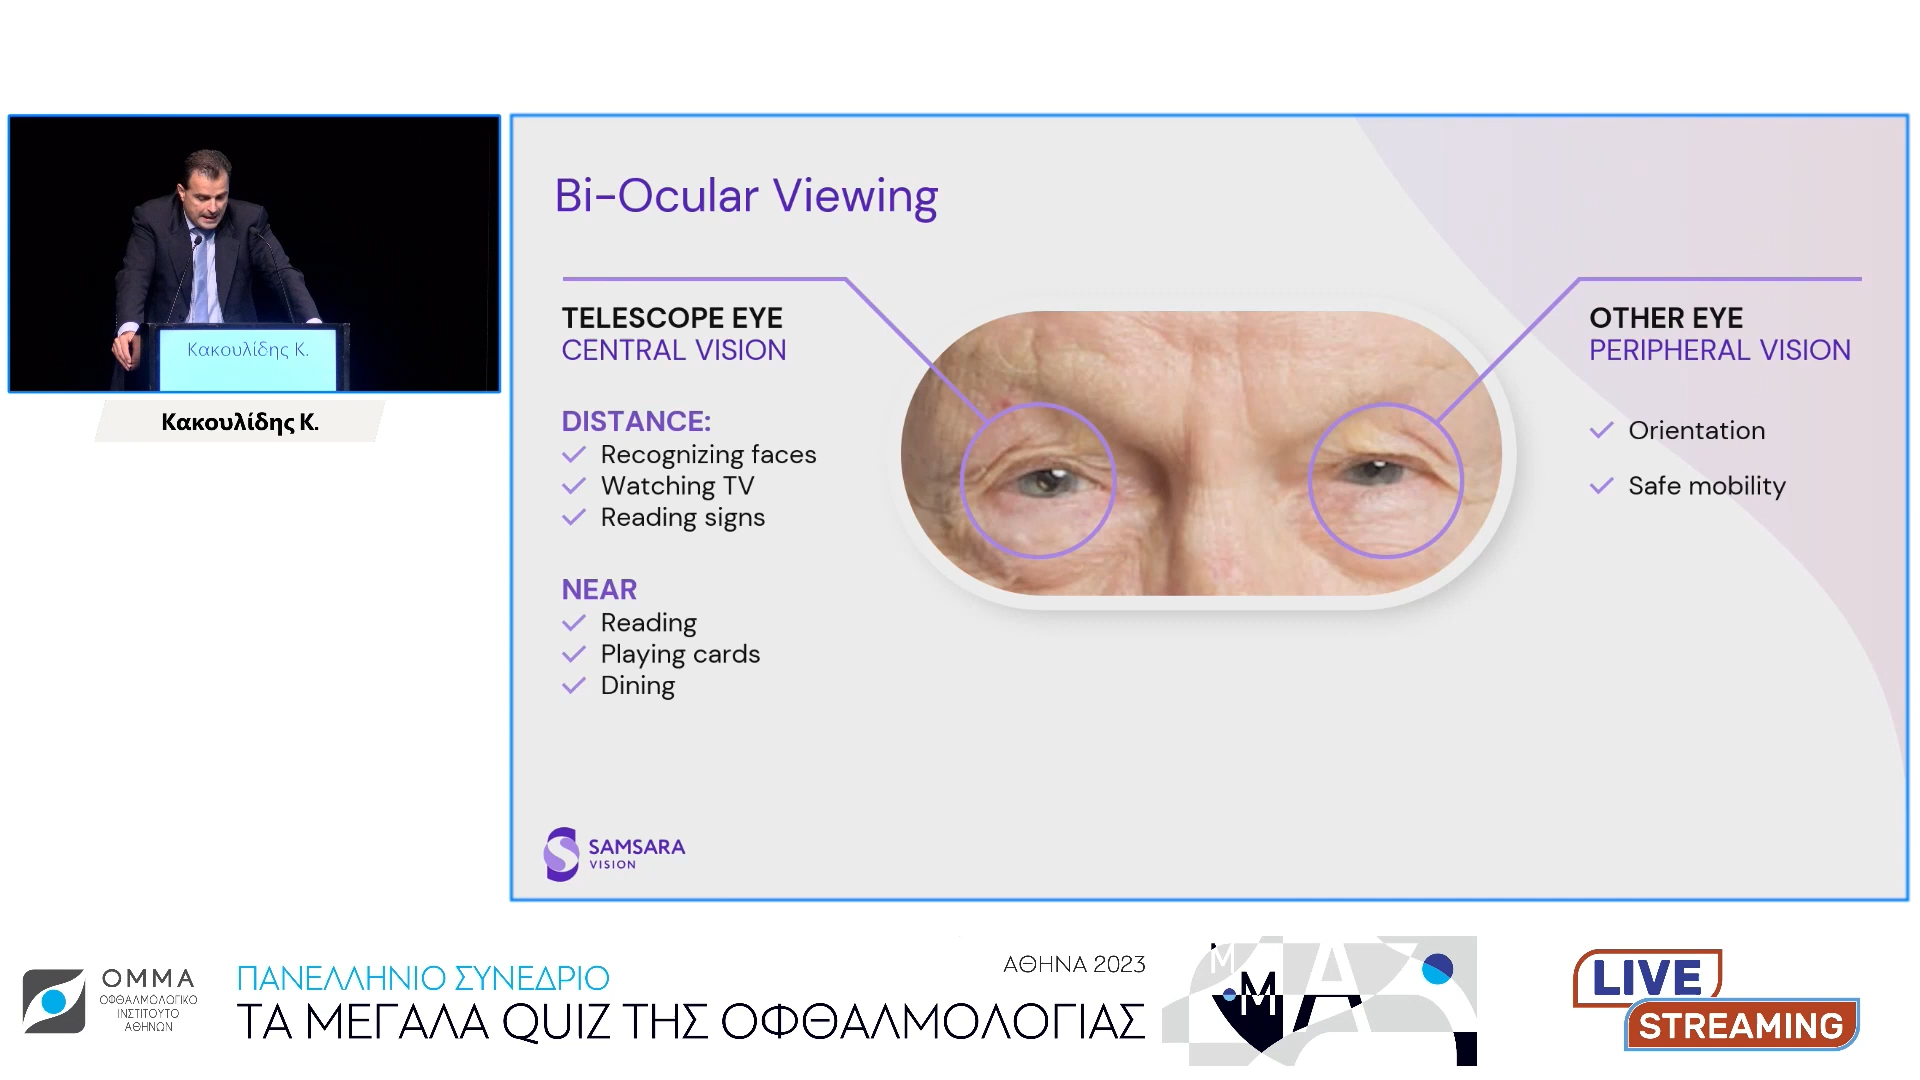 Κακουλίδης Κ.
Κακουλίδης Κ.
Bi-Ocular Viewing
TELESCOPE EYE
CENTRAL VISION
DISTANCE:
Recognizing faces
Watching TV
Reading signs
NEAR
Reading
Playing cards
Dining
OTHER EYE
PERIPHERAL VISION
Orientation
Safe mobility
SAMSARA
VISION
ΟΜΜΑ
ΟΦΘΑΛΜΟΛΟΓΙΚΟ
ΙΝΣΤΙΤΟΥΤΟ
ΑΘΗΝΩΝ
ΠΑΝΕΛΛΗΝΙΟ ΣΥΝΕΔΡΙΟ
ΤΑ ΜΕΓΑΛΑ QUIZ ΤΗΣ ΟΦΘΑΛΜΟΛΟΓΙΑΣ
ΑΘΗΝΑ 2023
LIVE
STREAMING